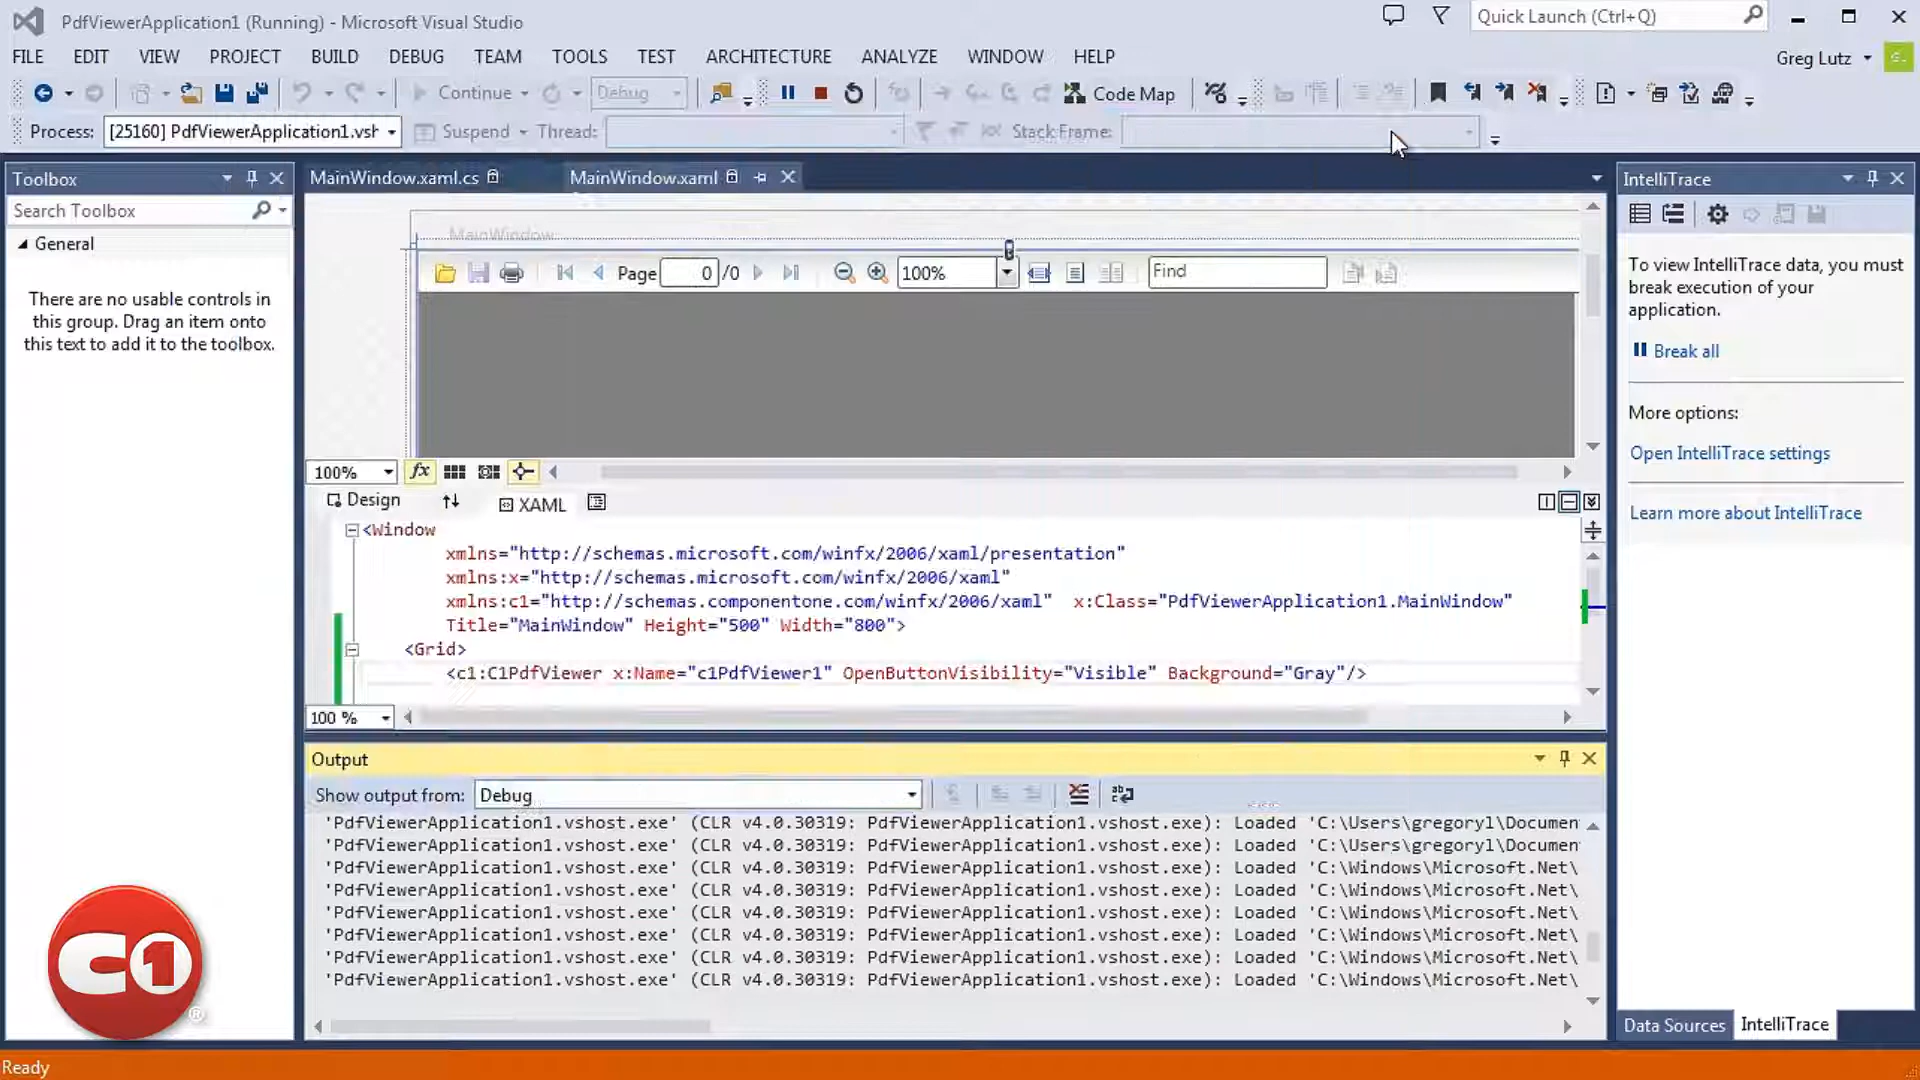 PdfViewerApplication1 (Running) - Microsoft Visual Studio
Quick Launch (Ctrl+Q)
FILE EDIT VIEW PROJECT BUILD DEBUG TEAM TOOLS TEST ARCHITECTURE ANALYZE WINDOW HELP
Greg Lutz
Continue Debug Code Map
Process: [25160] PdfViewerApplication1.vsh Suspend Thread: Stack Frame:
Toolbox
Search Toolbox
General
There are no usable controls in
this group. Drag an item onto
this text to add it to the toolbox.
MainWindow.xaml.cs MainWindow.xaml
MainWindow
Page 0 /0 100% Find
100% fx
Design XAML
<Window
xmlns="http://schemas.microsoft.com/winfx/2006/xaml/presentation"
xmlns:x="http://schemas.microsoft.com/winfx/2006/xaml"
xmlns:c1="http://schemas.componentone.com/winfx/2006/xaml" x:Class="PdfViewerApplication1.MainWindow"
Title="MainWindow" Height="500" Width="800">
<Grid>
<c1:C1PdfViewer x:Name="c1PdfViewer1" OpenButtonVisibility="Visible" Background="Gray"/>
100 %
Output
Show output from: Debug
'PdfViewerApplication1.vshost.exe' (CLR v4.0.30319: PdfViewerApplication1.vshost.exe): Loaded 'C:\Users\gregoryl\Documen
'PdfViewerApplication1.vshost.exe' (CLR v4.0.30319: PdfViewerApplication1.vshost.exe): Loaded 'C:\Users\gregoryl\Documen
'PdfViewerApplication1.vshost.exe' (CLR v4.0.30319: PdfViewerApplication1.vshost.exe): Loaded 'C:\Windows\Microsoft.Net\
'PdfViewerApplication1.vshost.exe' (CLR v4.0.30319: PdfViewerApplication1.vshost.exe): Loaded 'C:\Windows\Microsoft.Net\
'PdfViewerApplication1.vshost.exe' (CLR v4.0.30319: PdfViewerApplication1.vshost.exe): Loaded 'C:\Windows\Microsoft.Net\
'PdfViewerApplication1.vshost.exe' (CLR v4.0.30319: PdfViewerApplication1.vshost.exe): Loaded 'C:\Windows\Microsoft.Net\
'PdfViewerApplication1.vshost.exe' (CLR v4.0.30319: PdfViewerApplication1.vshost.exe): Loaded 'C:\Windows\Microsoft.Net\
'PdfViewerApplication1.vshost.exe' (CLR v4.0.30319: PdfViewerApplication1.vshost.exe): Loaded 'C:\Windows\Microsoft.Net\
IntelliTrace
To view IntelliTrace data, you must
break execution of your
application.
Break all
More options:
Open IntelliTrace settings
Learn more about IntelliTrace
Data Sources IntelliTrace
C1®
Ready